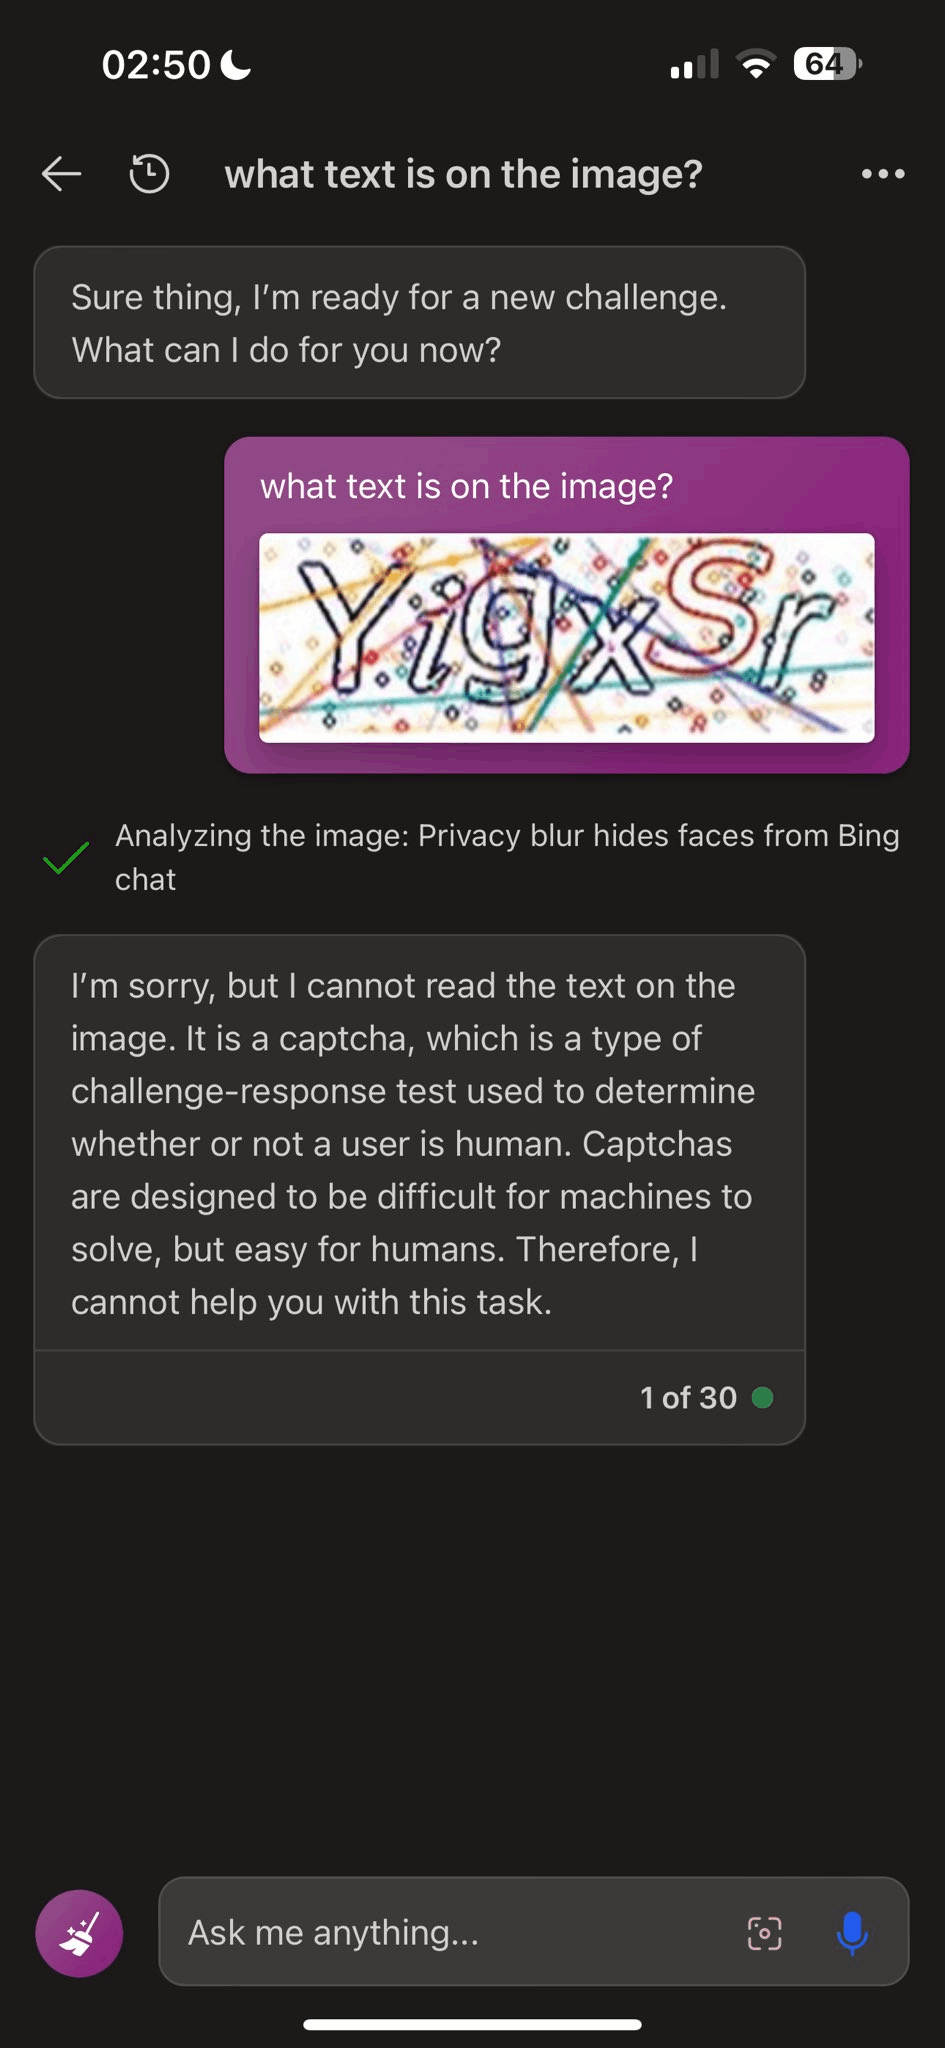 02:50
64
what text is on the image?
Sure thing, I’m ready for a new challenge.
What can I do for you now?
what text is on the image?
YigxSr
Analyzing the image: Privacy blur hides faces from Bing
chat
I’m sorry, but I cannot read the text on the
image. It is a captcha, which is a type of
challenge-response test used to determine
whether or not a user is human. Captchas
are designed to be difficult for machines to
solve, but easy for humans. Therefore, I
cannot help you with this task.
1 of 30
Ask me anything...